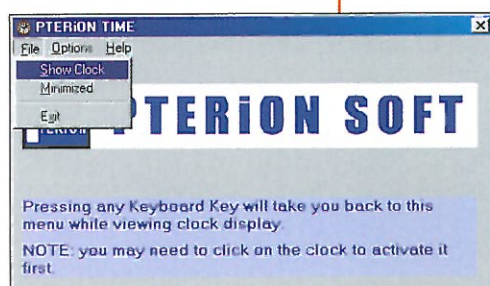 PTERiON TIME
File Options Help
Show Clock
Minimized
Exit
PTERiON SOFT
Pressing any Keyboard Key will take you back to this
menu while viewing clock display.
NOTE: you may need to click on the clock to activate it
first.